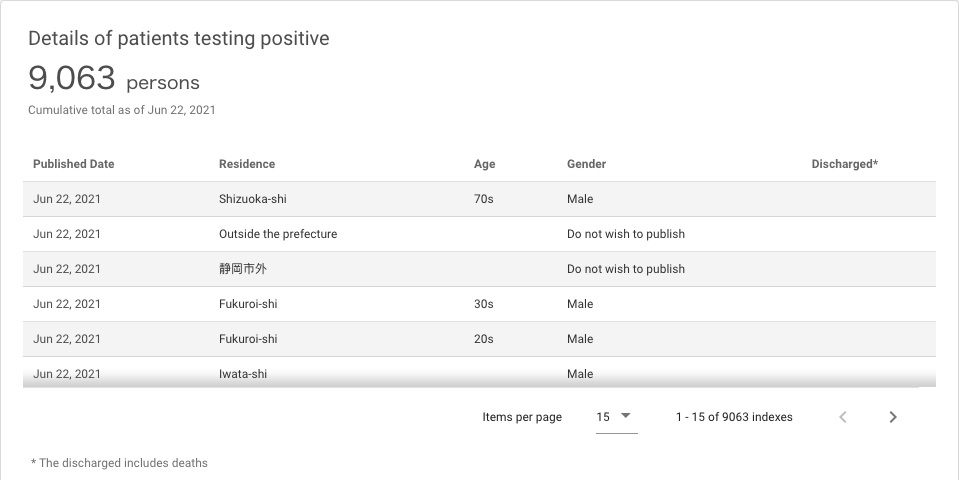 Details of patients testing positive
9,063 persons
Cumulative total as of Jun 22, 2021
Published Date Residence Age Gender Discharged*
Jun 22, 2021 Shizuoka-shi 70s Male
Jun 22, 2021 Outside the prefecture Do not wish to publish
Jun 22, 2021 静岡市外 Do not wish to publish
Jun 22, 2021 Fukuroi-shi 30s Male
Jun 22, 2021 Fukuroi-shi 20s Male
Jun 22, 2021 Iwata-shi Male
Items per page 15 1 - 15 of 9063 indexes
* The discharged includes deaths